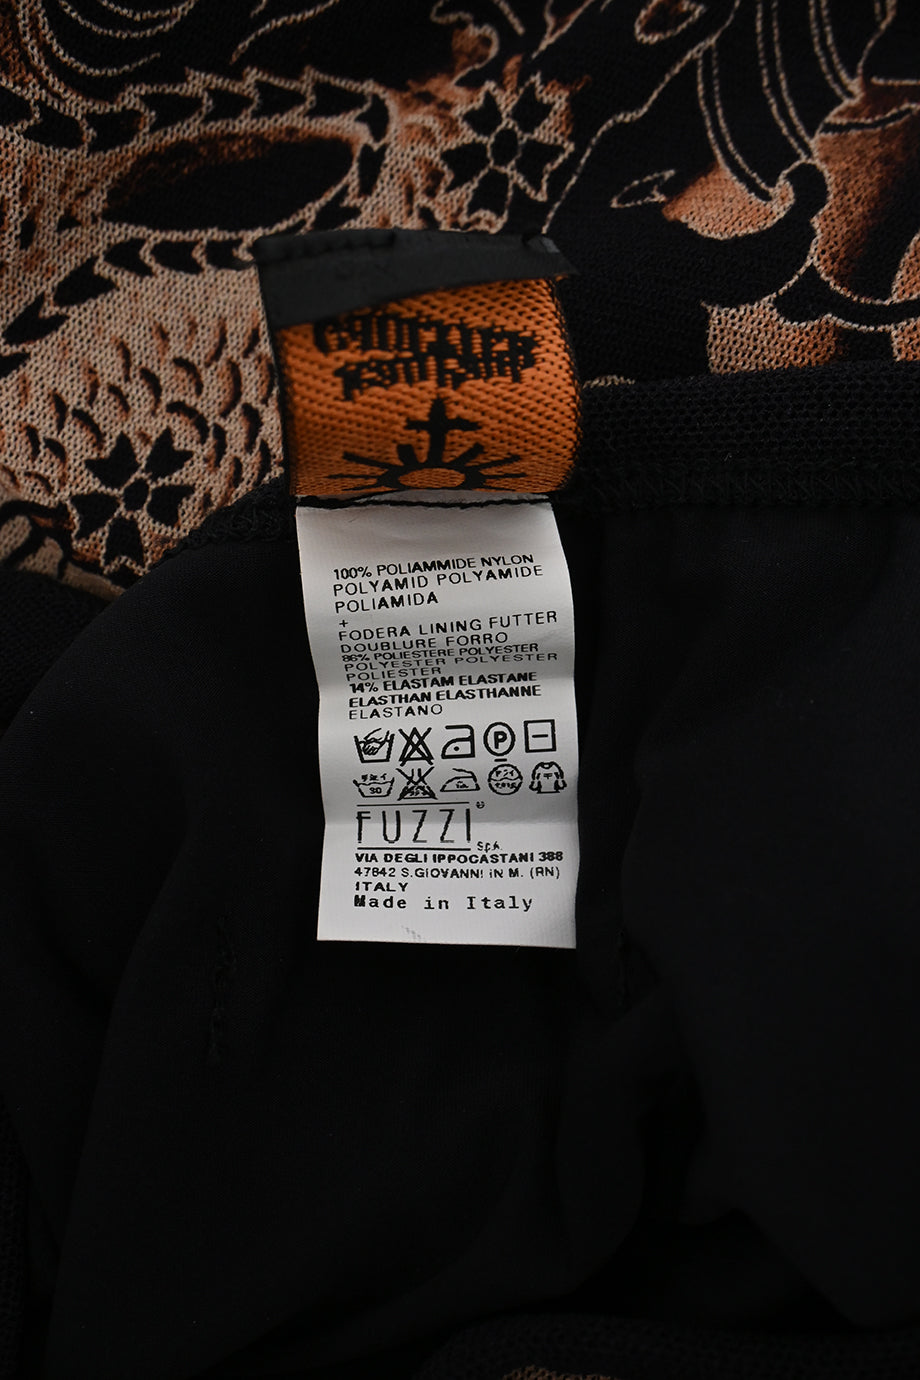 100% POLIAMMIDE NYLON
POLYAMID POLYAMIDE
POLIAMIDA
+
FODERA LINING FUTTER
DOUBLURE FORRO
86% POLIESTERE POLYESTER
POLYESTER POLYESTER
POLIESTER
14% ELASTAM ELASTANE
ELASTHAN ELASTHANNE
ELASTANO
P
30
FUZZI®
S.p.A.
VIA DEGLI IPPOCASTANI 388
47842 S.GIOVANNI IN M. (RN)
ITALY
Made in Italy